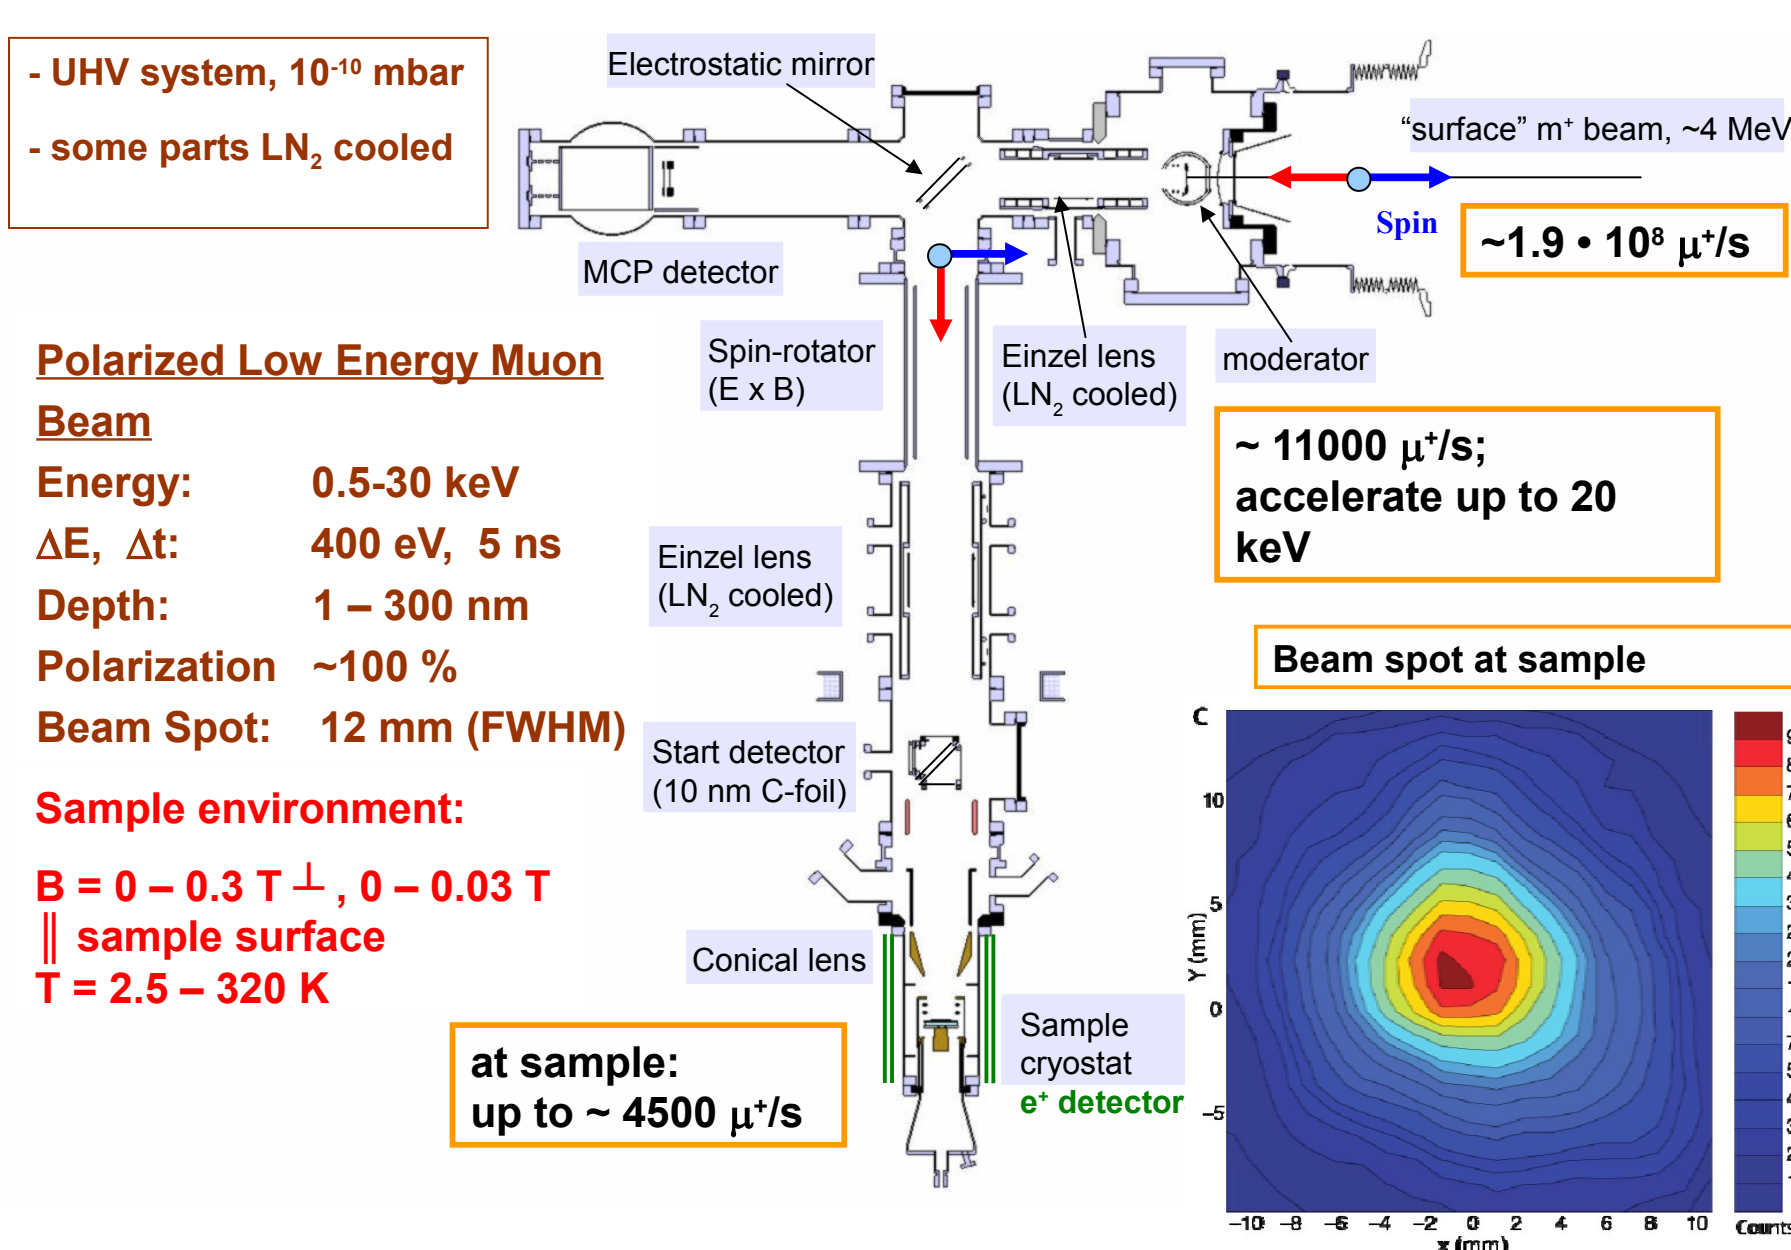 - UHV system, 10⁻¹⁰ mbar
- some parts LN₂ cooled
Electrostatic mirror
“surface” m⁺ beam, ~4 MeV
Spin
~1.9 • 10⁸ μ⁺/s
MCP detector
Spin-rotator
(E x B)
Einzel lens
(LN₂ cooled)
moderator
~ 11000 μ⁺/s;
accelerate up to 20
keV
Polarized Low Energy Muon
Beam
Energy: 0.5-30 keV
ΔE, Δt: 400 eV, 5 ns
Depth: 1 – 300 nm
Polarization ~100 %
Beam Spot: 12 mm (FWHM)
Einzel lens
(LN₂ cooled)
Start detector
(10 nm C-foil)
Sample environment:
B = 0 – 0.3 T ⊥ , 0 – 0.03 T
‖ sample surface
T = 2.5 – 320 K
Conical lens
Sample
cryostat
e⁺ detector
at sample:
up to ~ 4500 μ⁺/s
Beam spot at sample
C
10
5
0
−5
Y (mm)
−10 −8 −6 −4 −2 0 2 4 6 8 10
x (mm)
Counts